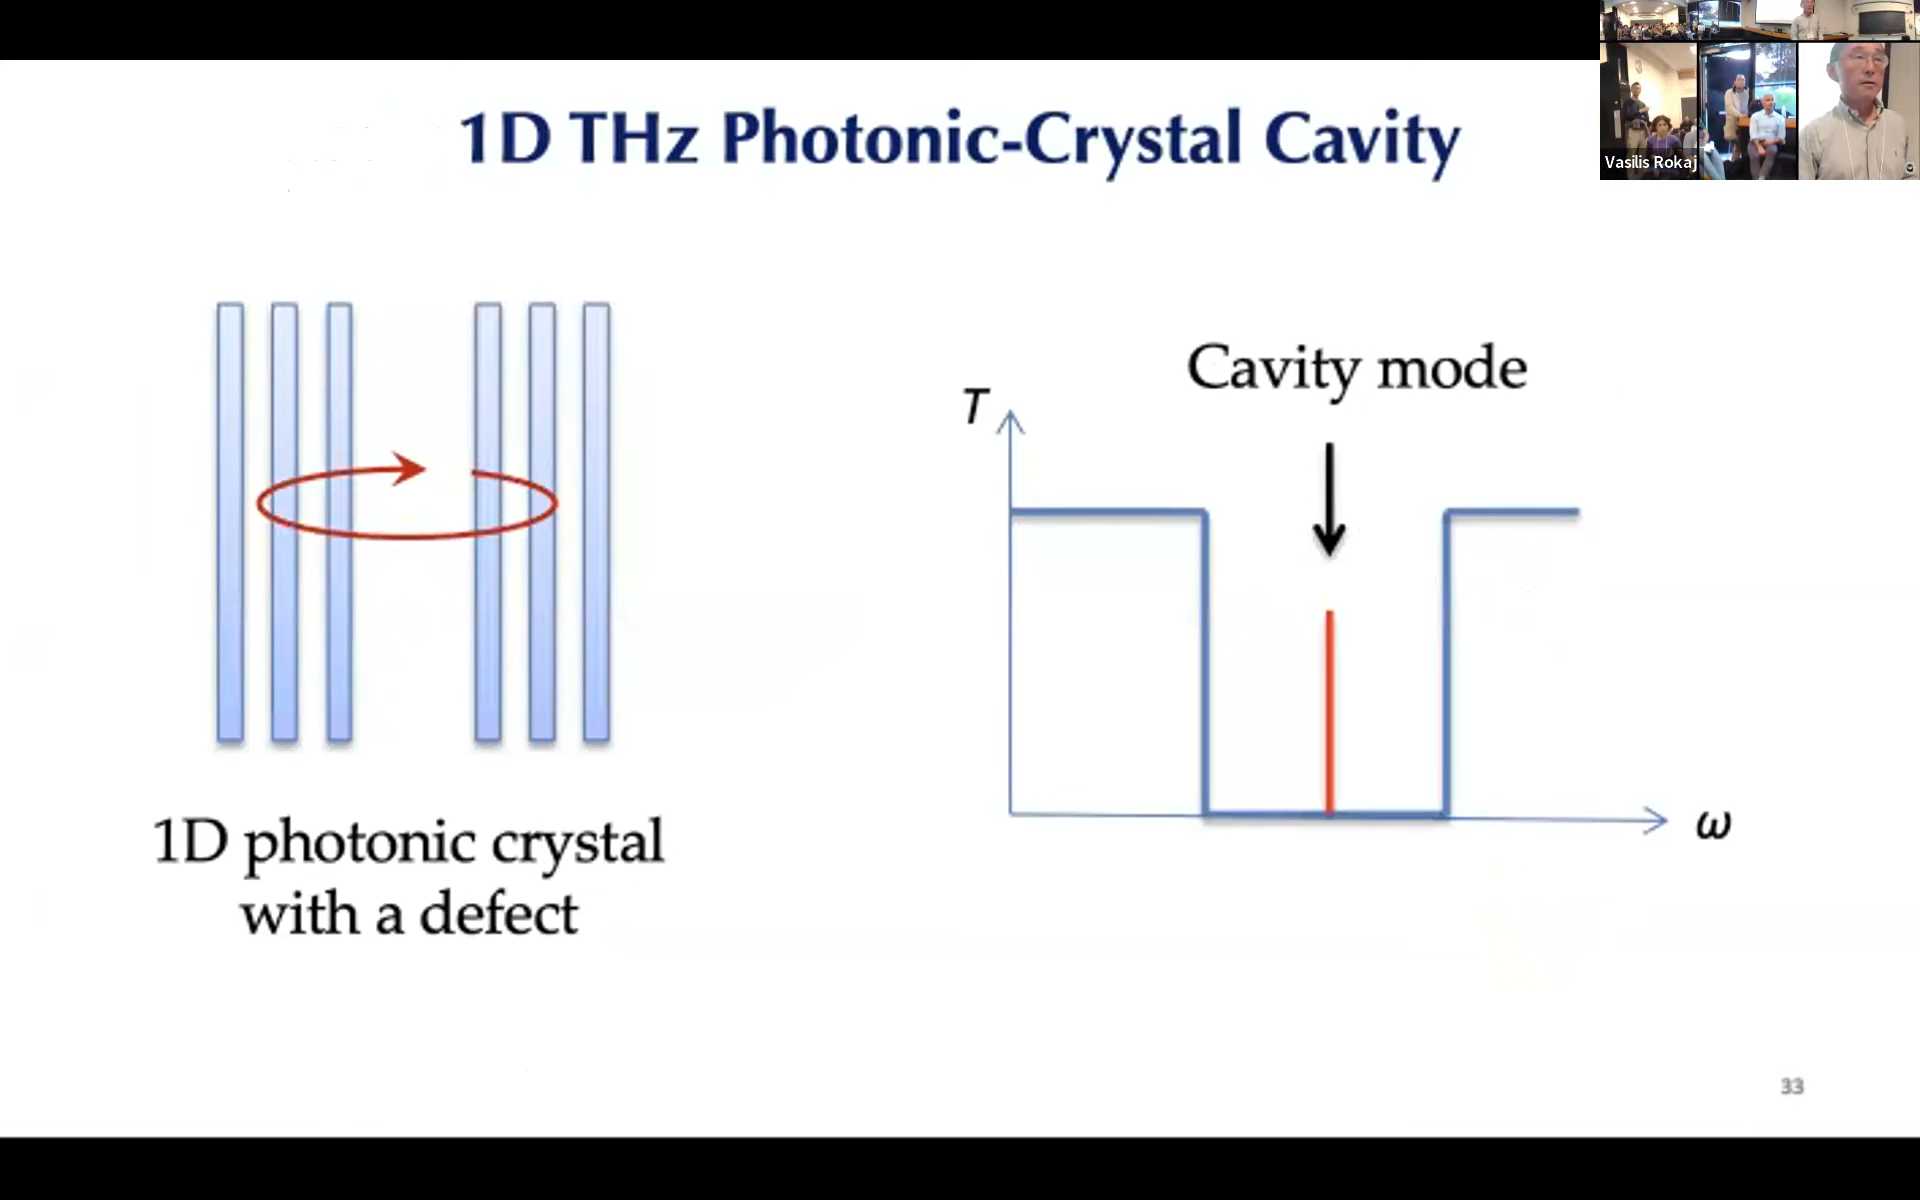 1D THz Photonic-Crystal Cavity
Vasilis Rokaj
Cavity mode
T
ω
1D photonic crystal
with a defect
33